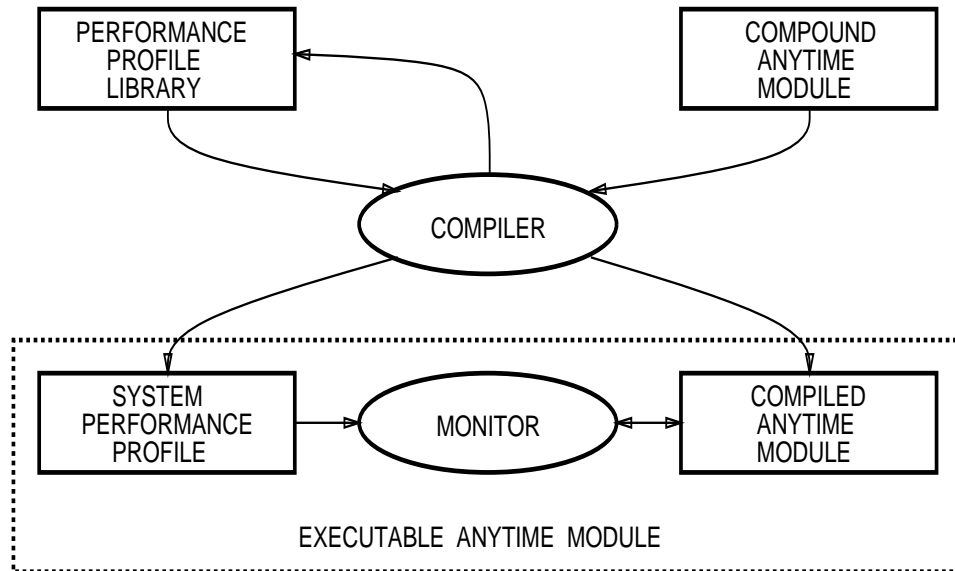 PERFORMANCE
PROFILE
LIBRARY
COMPOUND
ANYTIME
MODULE
COMPILER
SYSTEM
PERFORMANCE
PROFILE
MONITOR
COMPILED
ANYTIME
MODULE
EXECUTABLE ANYTIME MODULE